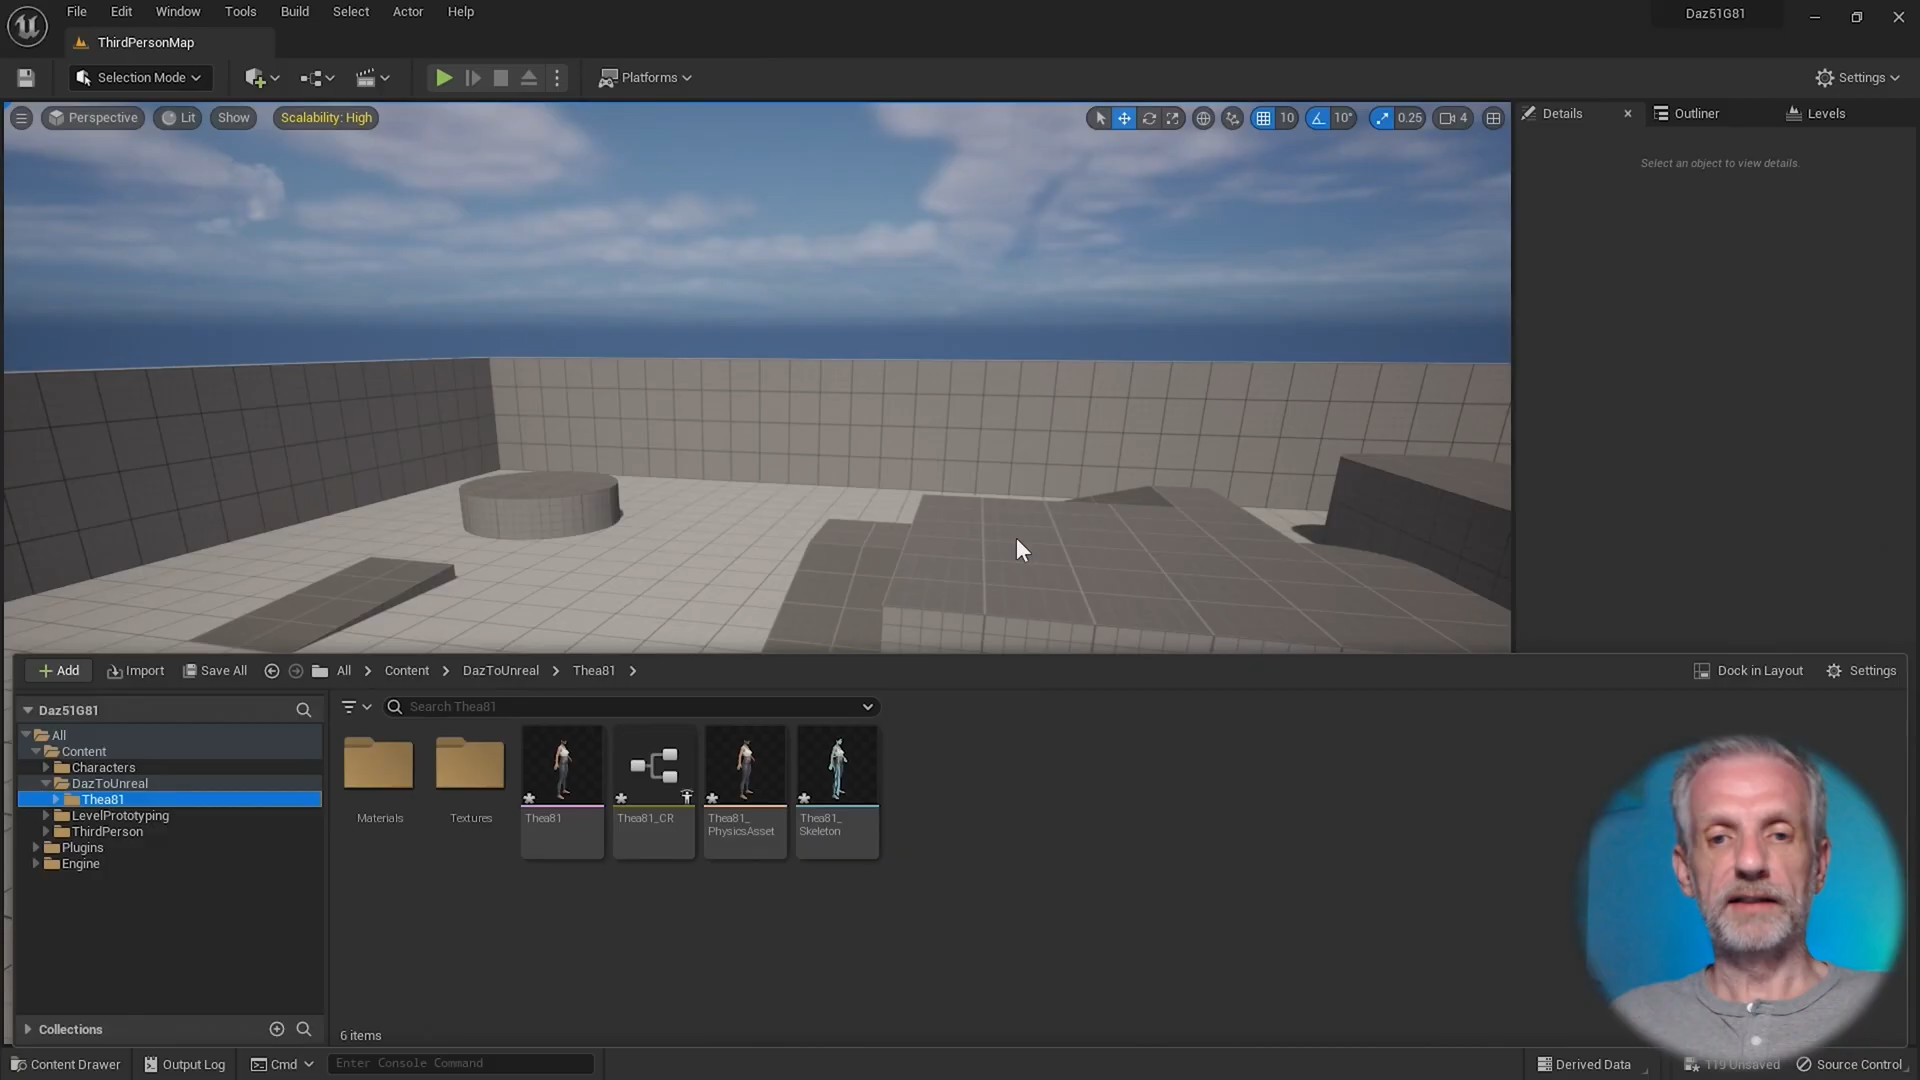 File Edit View Window Tools Build Select Actor Help
Daz51G81
ThirdPersonMap
Selection Mode
Platforms
Settings
Perspective
Lit
Show
Scalability: High
10
10°
0.25
4
Details
Outliner
Levels
Select an object to view details.
Add
Import
Save All
All
Content
DazToUnreal
Thea81
Dock in Layout
Settings
Daz51G81
Search Thea81
All
Content
Characters
DazToUnreal
Thea81
LevelPrototyping
ThirdPerson
Plugins
Engine
Materials
Textures
Thea81
Thea81_CR
Thea81_
PhysicsAsset
Thea81_
Skeleton
Collections
6 items
Content Drawer
Output Log
Cmd
Enter Console Command
Derived Data
119 Unsaved
Source Control